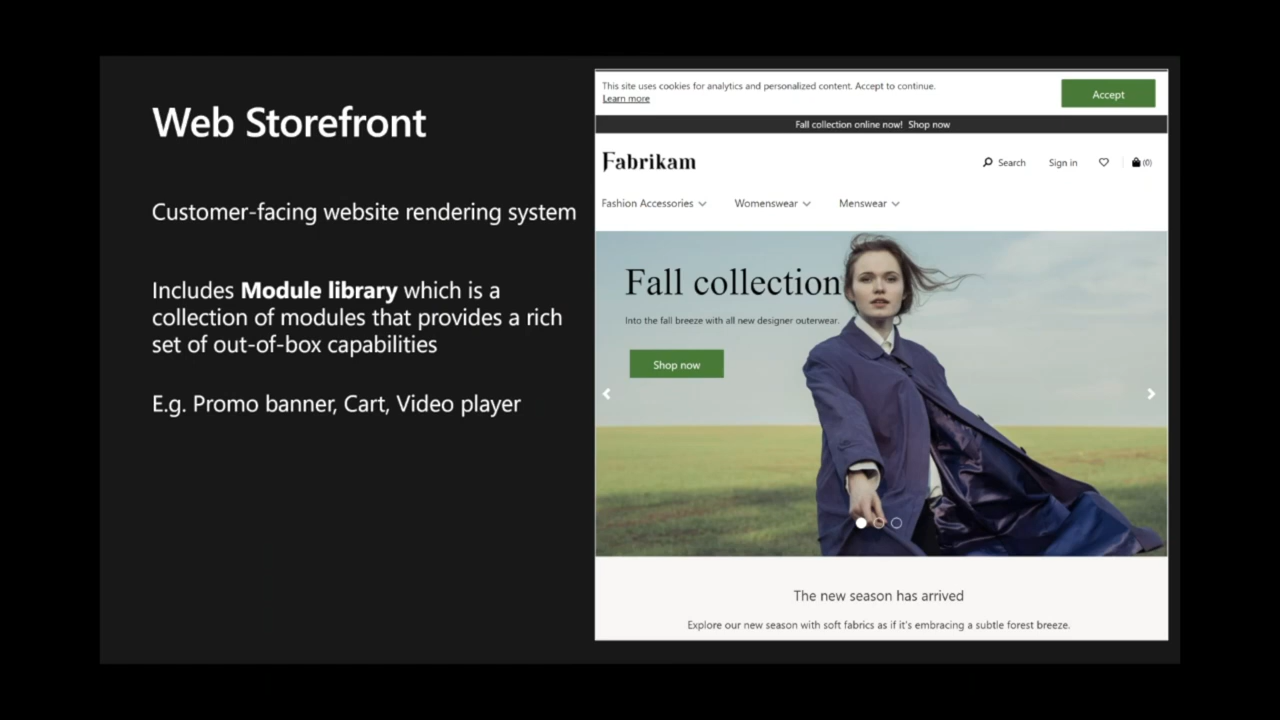 Web Storefront
Customer-facing website rendering system
Includes Module library which is a
collection of modules that provides a rich
set of out-of-box capabilities
E.g. Promo banner, Cart, Video player
This site uses cookies for analytics and personalized content. Accept to continue.
Learn more
Accept
Fall collection online now! Shop now
Fabrikam
Search
Sign in
(0)
Fashion Accessories
Womenswear
Menswear
Fall collection
Into the fall breeze with all new designer outerwear.
Shop now
The new season has arrived
Explore our new season with soft fabrics as if it's embracing a subtle forest breeze.